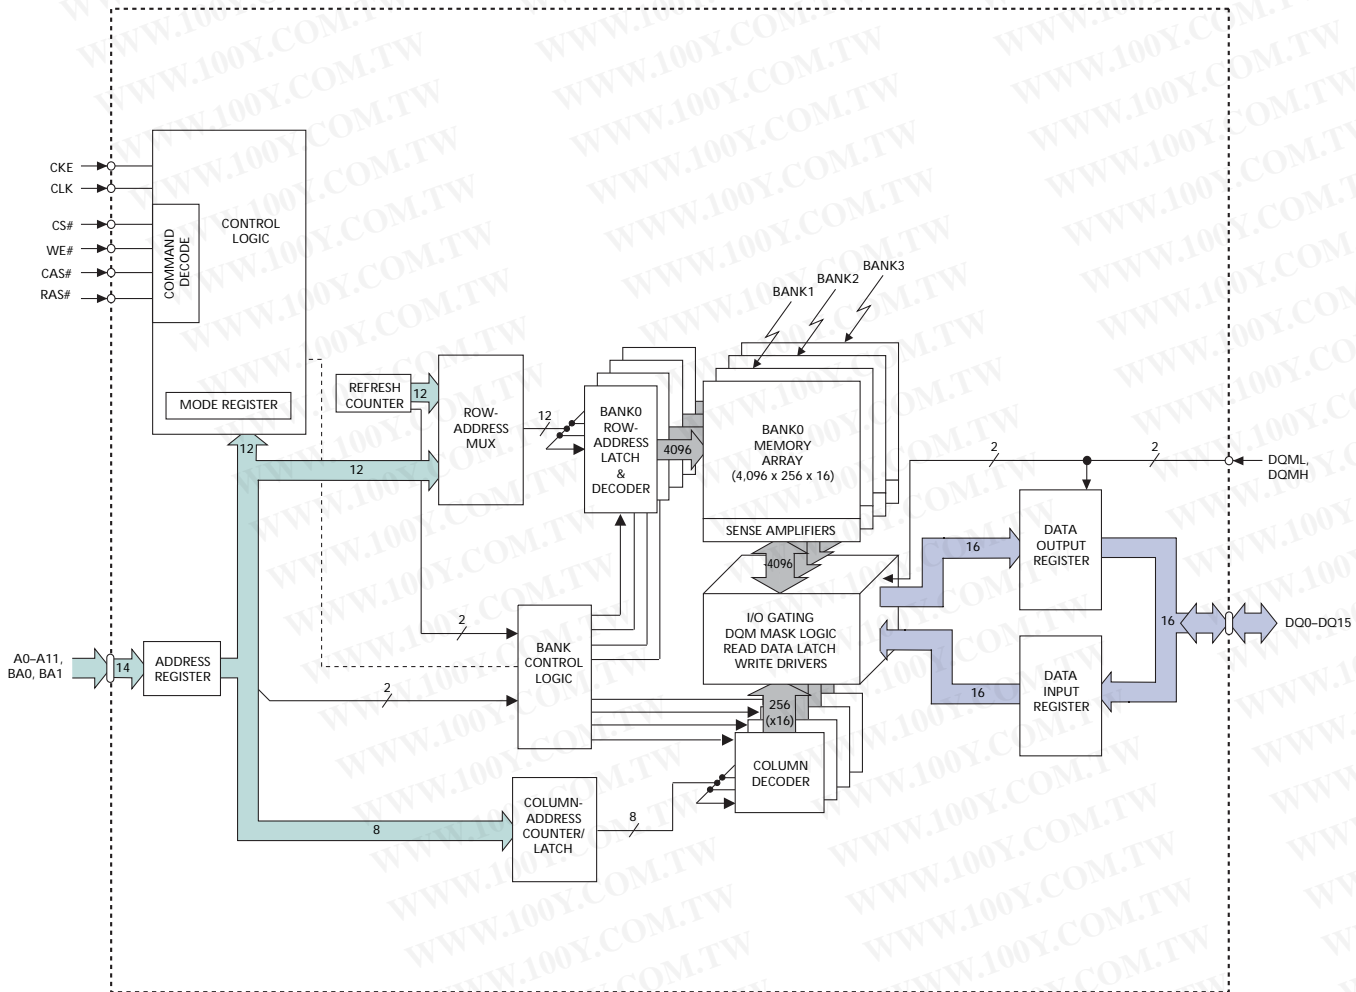 WWW.100Y.COM.TW
CKE
CLK
CS#
WE#
CAS#
RAS#
COMMAND
DECODE
CONTROL
LOGIC
MODE REGISTER
12
12
REFRESH
COUNTER
12
ROW-
ADDRESS
MUX
12
BANK0
ROW-
ADDRESS
LATCH
&
DECODER
4096
BANK1
BANK2
BANK3
BANK0
MEMORY
ARRAY
(4,096 x 256 x 16)
SENSE AMPLIFIERS
4096
I/O GATING
DQM MASK LOGIC
READ DATA LATCH
WRITE DRIVERS
2
2
DQML,
DQMH
16
DATA
OUTPUT
REGISTER
16
DQ0–DQ15
16
DATA
INPUT
REGISTER
A0–A11,
BA0, BA1
14
ADDRESS
REGISTER
2
2
BANK
CONTROL
LOGIC
256
(x16)
COLUMN
DECODER
8
COLUMN-
ADDRESS
COUNTER/
LATCH
8